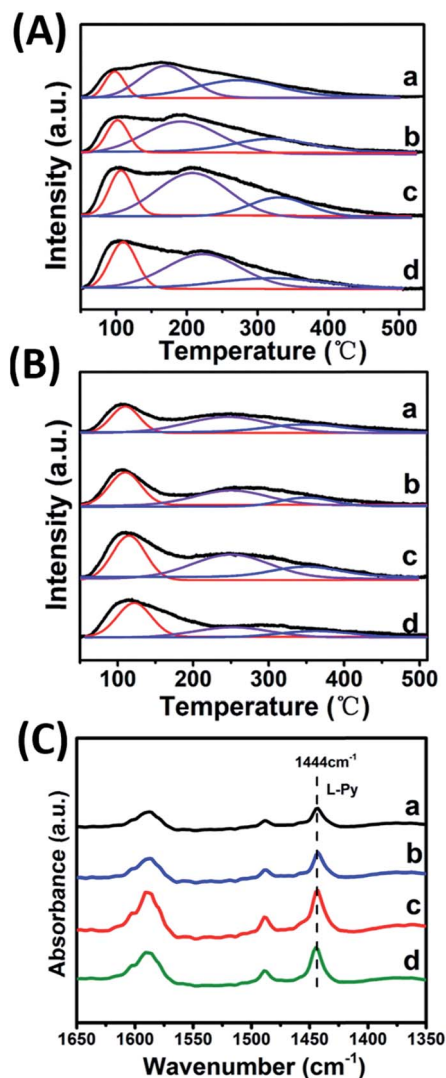 (A)
a
b
c
d
Intensity (a.u.)
100 200 300 400 500
Temperature (℃)
(B)
a
b
c
d
Intensity (a.u.)
100 200 300 400 500
Temperature (℃)
(C)
1444cm⁻¹
L-Py
a
b
c
d
Absorbance (a.u.)
1650 1600 1550 1500 1450 1400 1350
Wavenumber (cm⁻¹)